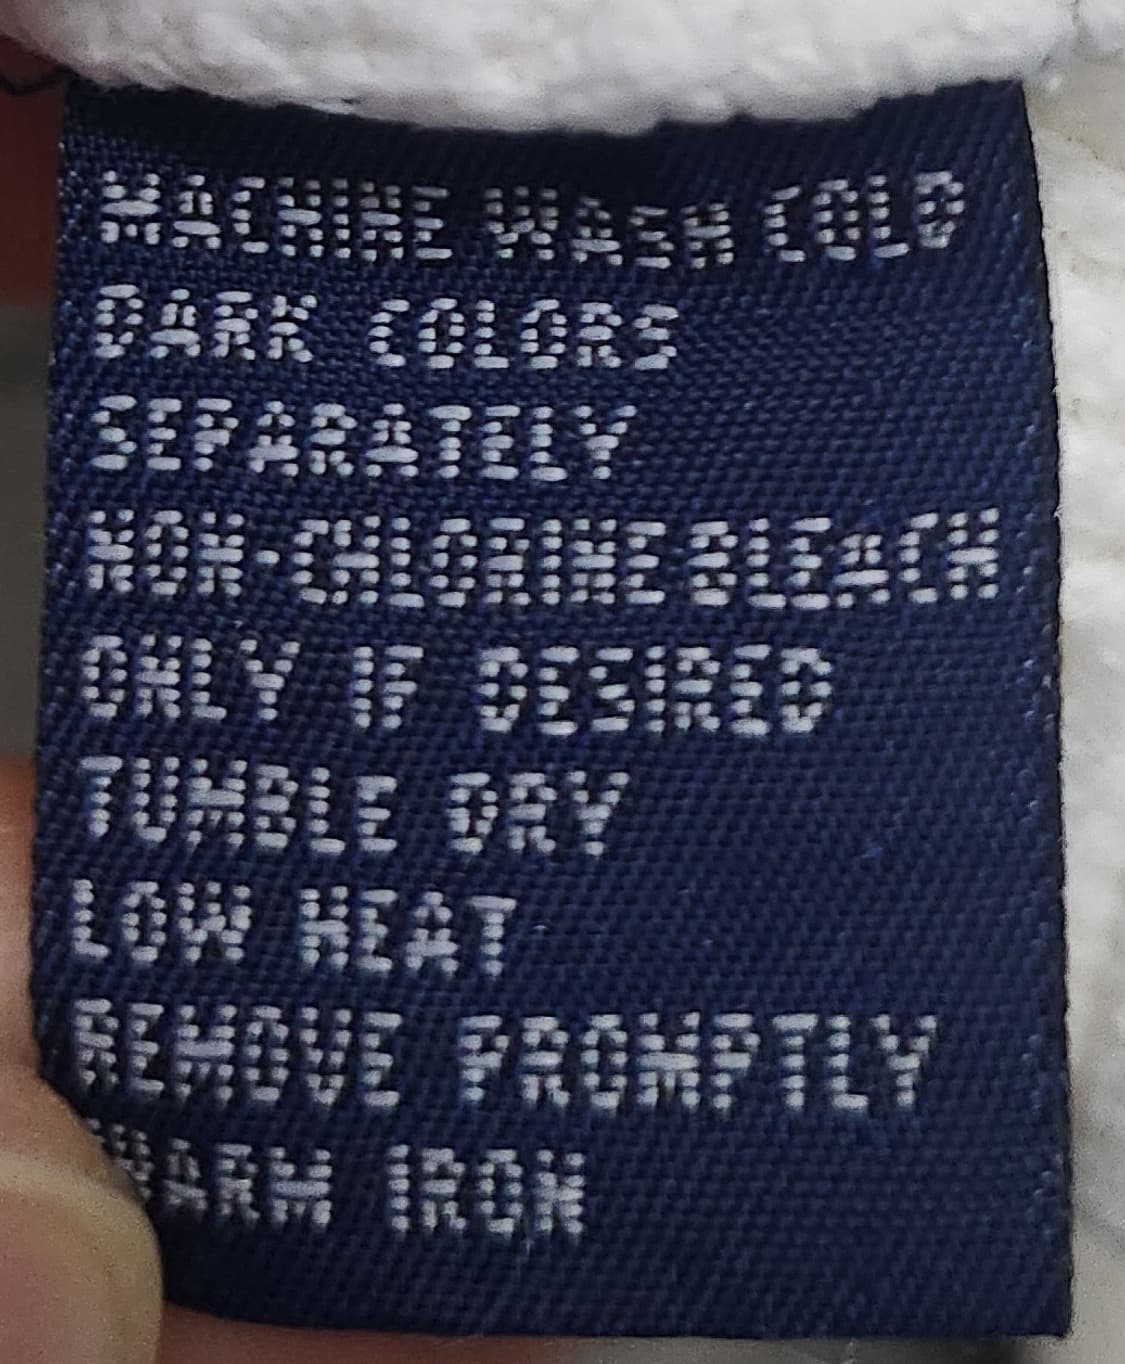 MACHINE WASH COLD
DARK COLORS
SEPARATELY
NON-CHLORINE BLEACH
ONLY IF DESIRED
TUMBLE DRY
LOW HEAT
REMOVE PROMPTLY
WARM IRON